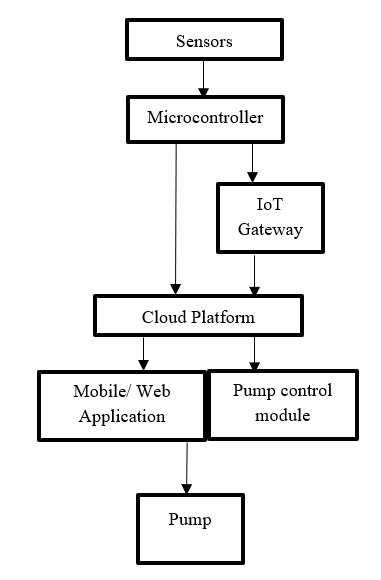 Sensors
Microcontroller
IoT
Gateway
Cloud Platform
Mobile/ Web
Application
Pump control
module
Pump